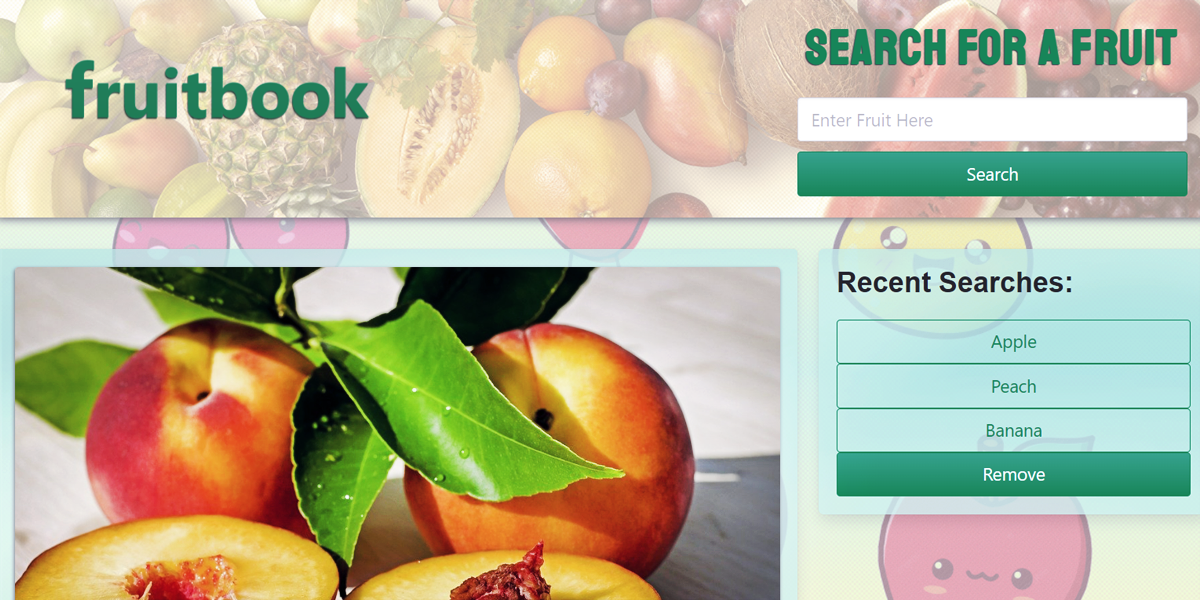 fruitbook
SEARCH FOR A FRUIT
Enter Fruit Here
Search
Recent Searches:
Apple
Peach
Banana
Remove